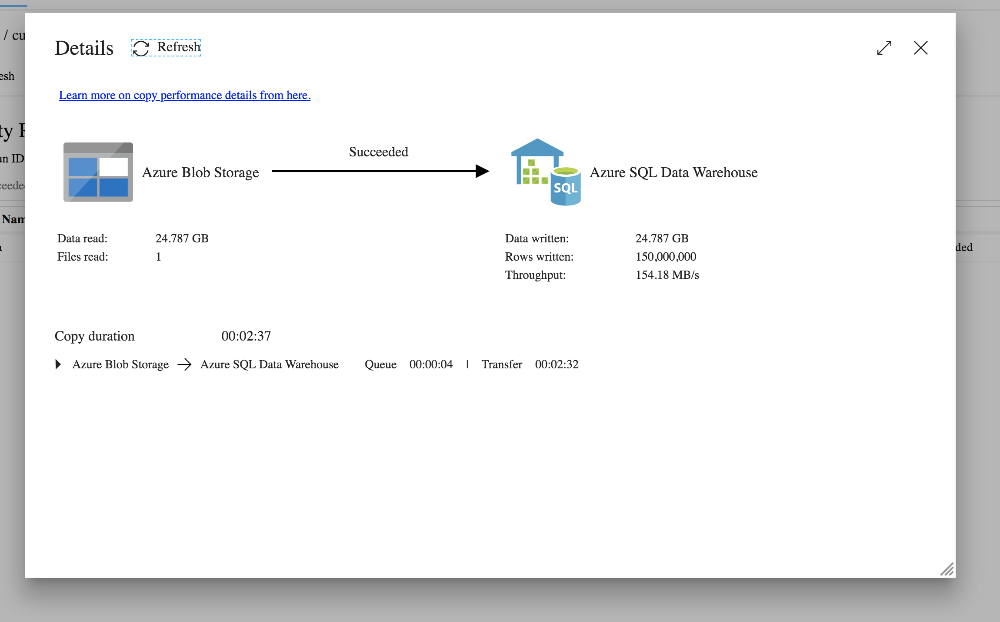 / cu
Details Refresh
esh
Learn more on copy performance details from here.
ty R
un ID
ceeded
Azure Blob Storage
Succeeded
SQL
Azure SQL Data Warehouse
Nam
Data read: 24.787 GB
Files read: 1
Data written: 24.787 GB
Rows written: 150,000,000
Throughput: 154.18 MB/s
a
ded
Copy duration 00:02:37
Azure Blob Storage → Azure SQL Data Warehouse Queue 00:00:04 | Transfer 00:02:32